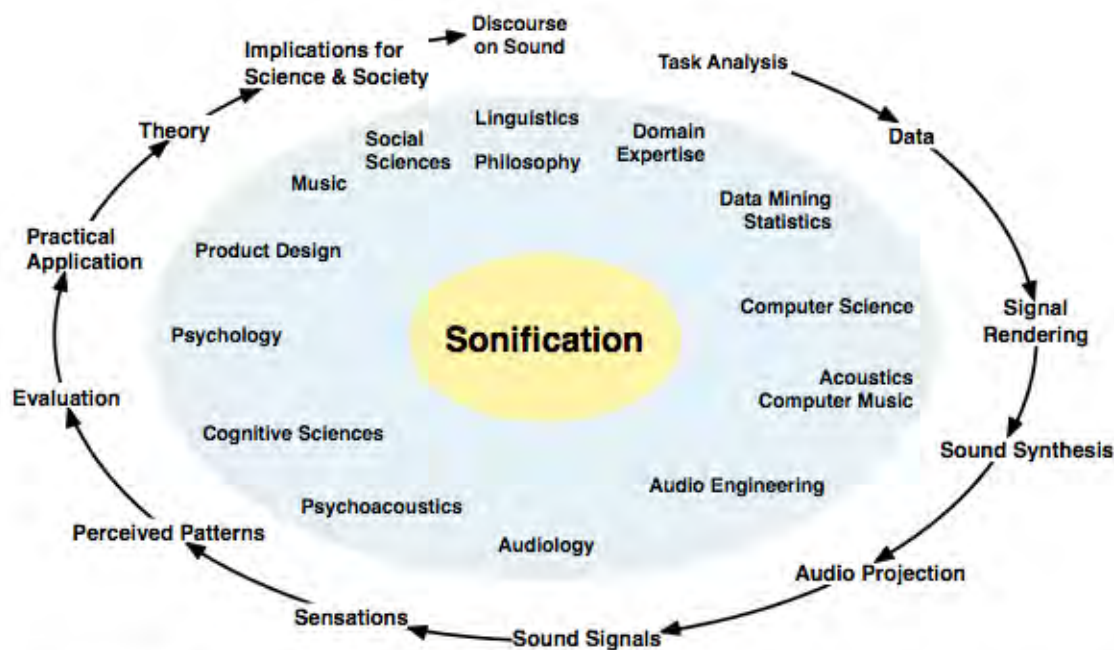 Discourse
on Sound
Implications for
Science & Society
Task Analysis
Theory
Data
Linguistics
Social
Sciences
Philosophy
Domain
Expertise
Music
Data Mining
Statistics
Practical
Application
Product Design
Computer Science
Signal
Rendering
Psychology
Sonification
Evaluation
Acoustics
Computer Music
Cognitive Sciences
Sound Synthesis
Audio Engineering
Psychoacoustics
Perceived Patterns
Audiology
Audio Projection
Sensations
Sound Signals